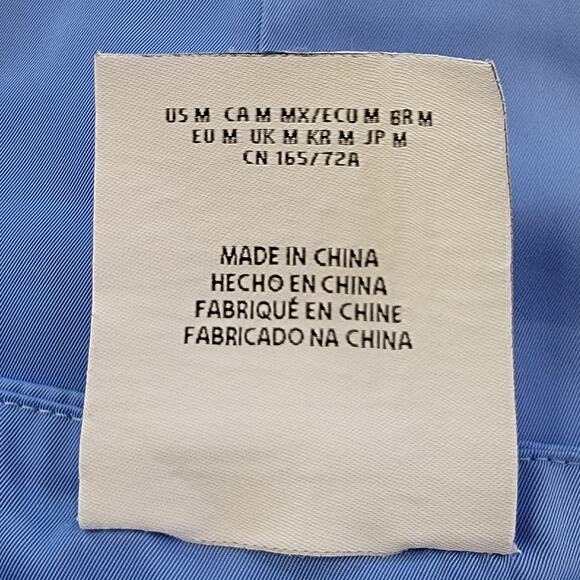 US M CA M MX/ECU M BR M
EU M UK M KR M JP M
CN 165/72A
MADE IN CHINA
HECHO EN CHINA
FABRIQUÉ EN CHINE
FABRICADO NA CHINA